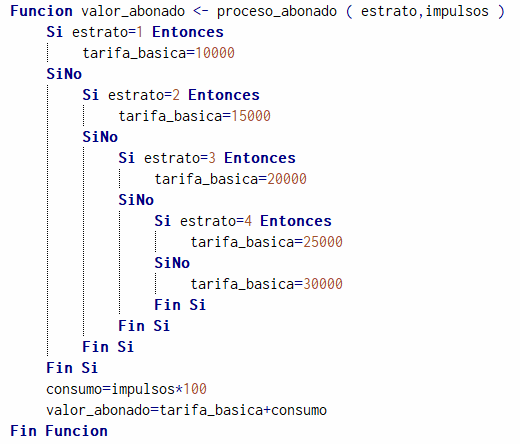 Funcion valor_abonado <- proceso_abonado ( estrato,impulsos )
Si estrato=1 Entonces
tarifa_basica=10000
SiNo
Si estrato=2 Entonces
tarifa_basica=15000
SiNo
Si estrato=3 Entonces
tarifa_basica=20000
SiNo
Si estrato=4 Entonces
tarifa_basica=25000
SiNo
tarifa_basica=30000
Fin Si
Fin Si
Fin Si
Fin Si
consumo=impulsos*100
valor_abonado=tarifa_basica+consumo
Fin Funcion